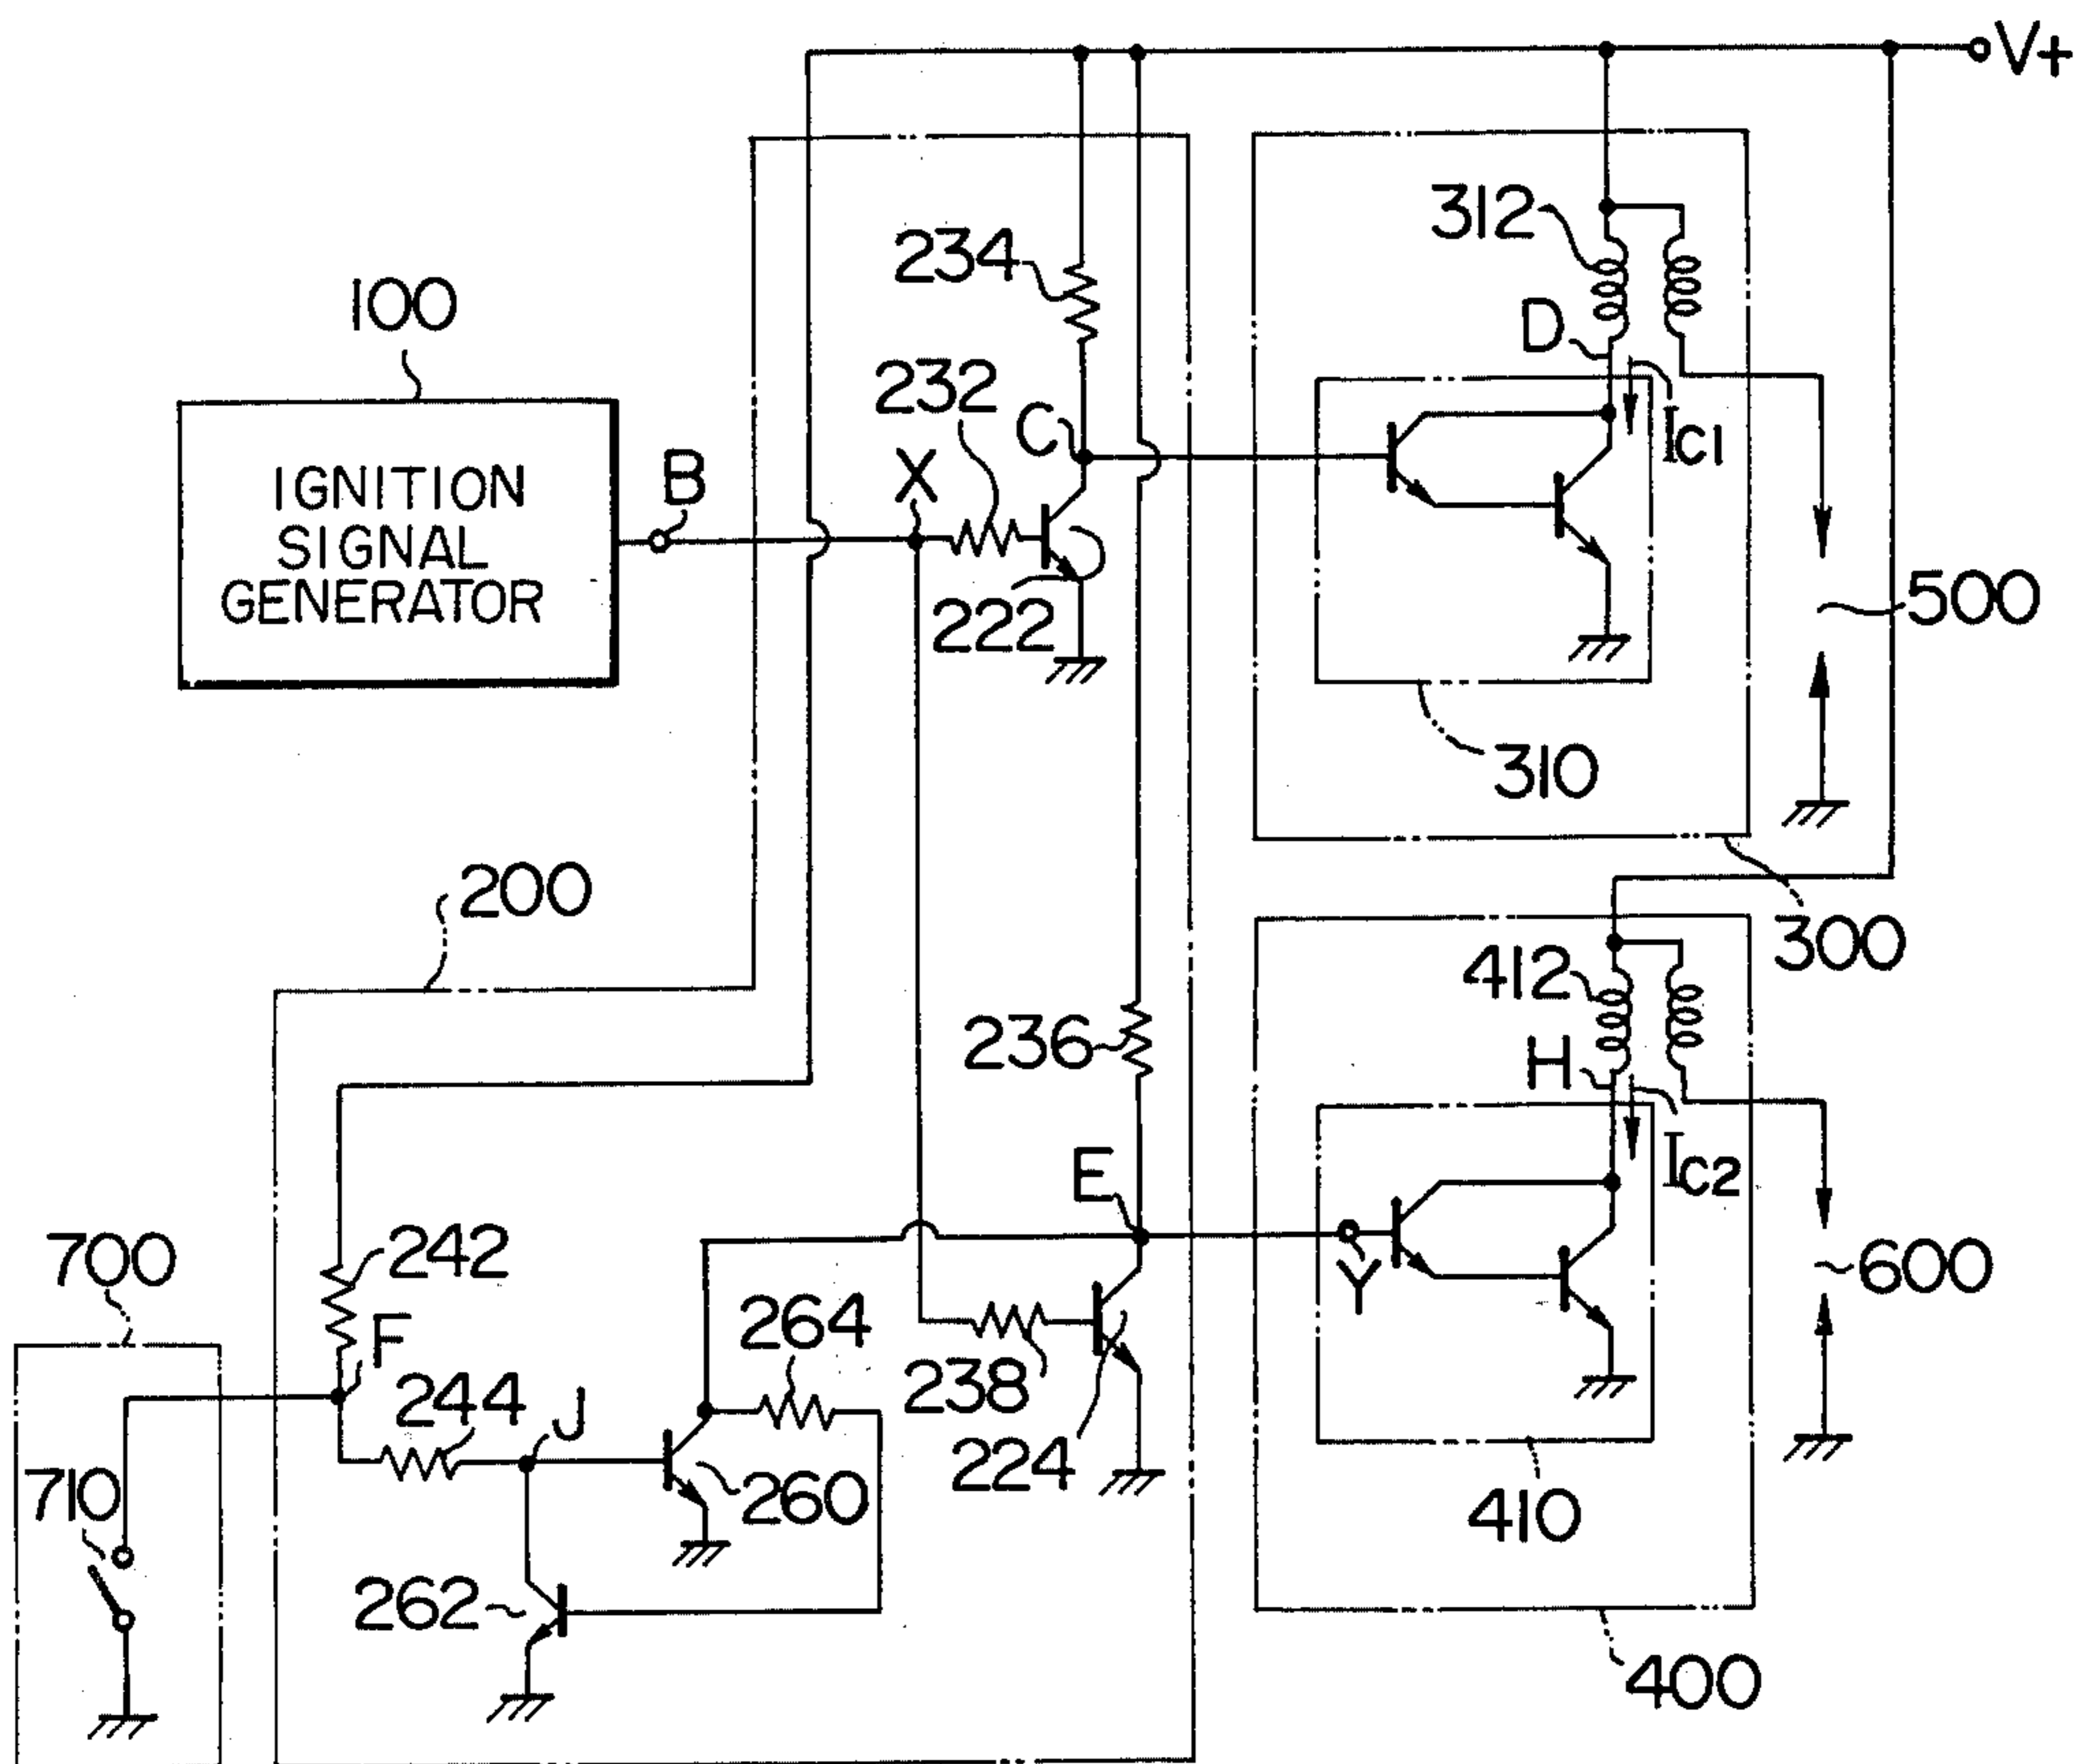 V+
312
234
100
D
232
C
IC1
X
B
IGNITION
SIGNAL
GENERATOR
222
500
310
200
300
412
236
H
E
IC2
242
700
Y
600
F
264
244
J
238
710
224
260
410
262
400